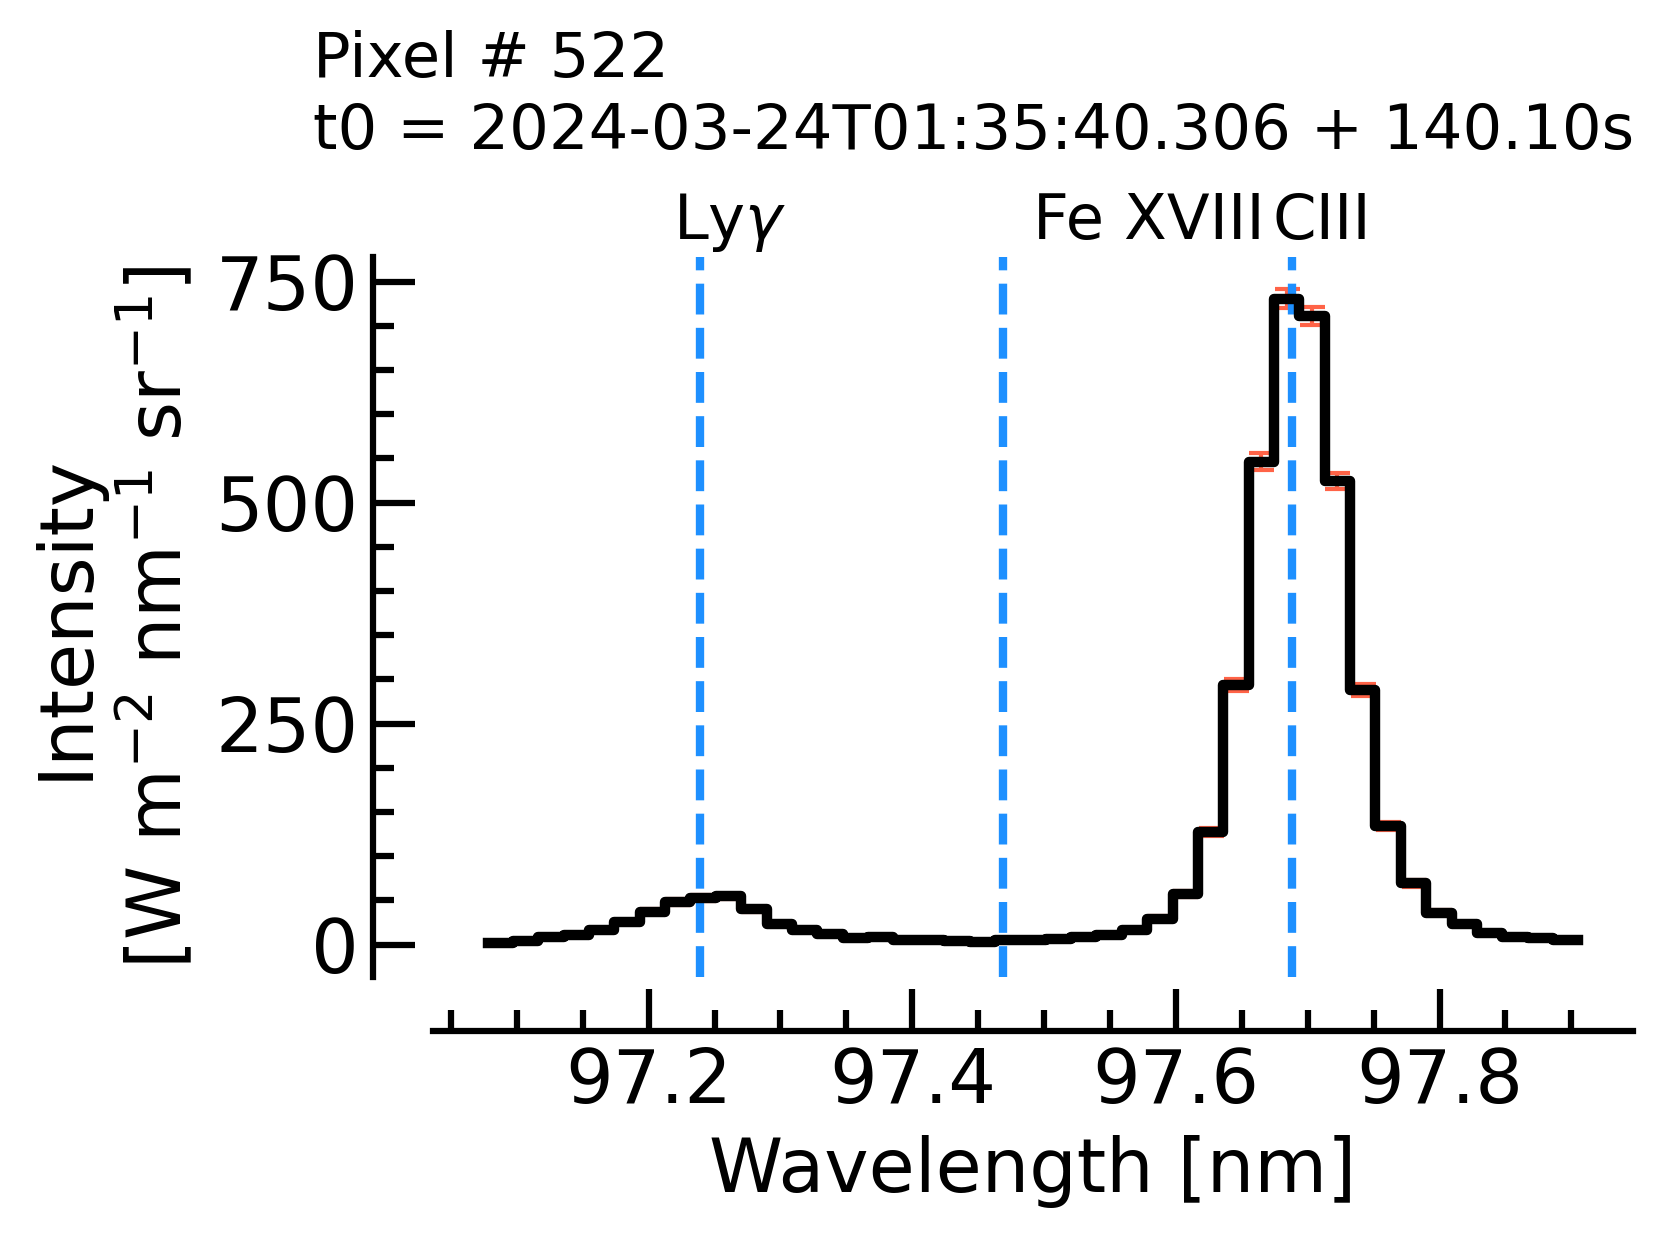 Pixel # 522
t0 = 2024-03-24T01:35:40.306 + 140.10s
Lyγ Fe XVIII CIII
Intensity
[W m⁻² nm⁻¹ sr⁻¹]
750
500
250
0
97.2 97.4 97.6 97.8
Wavelength [nm]